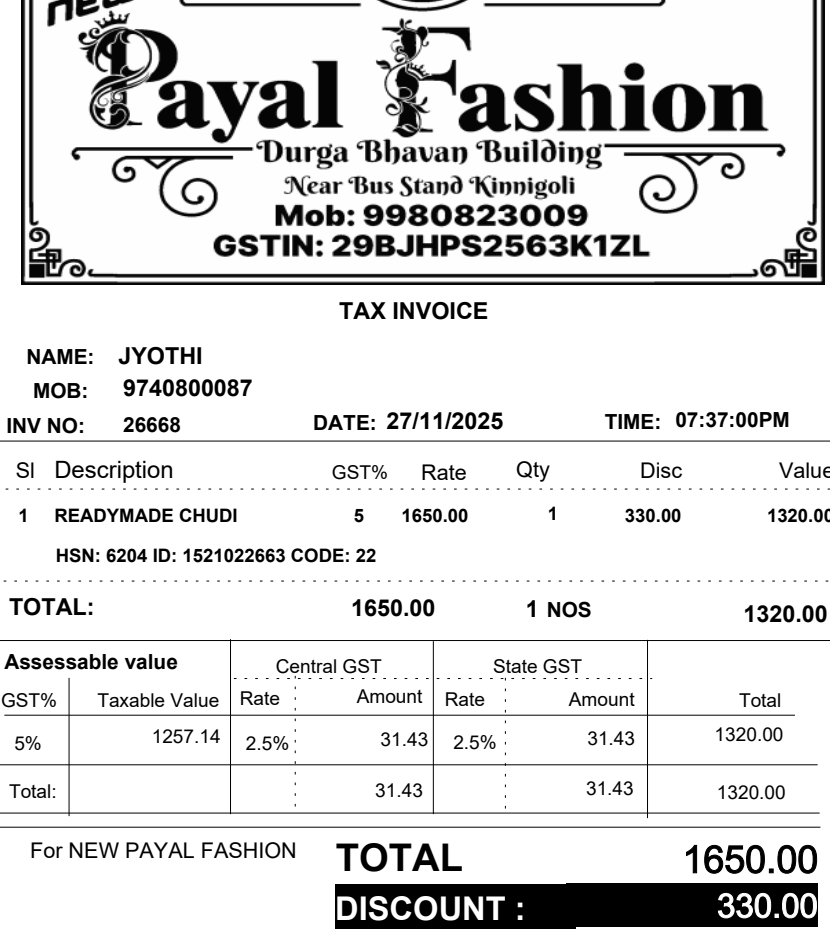 new
Payal Fashion
Durga Bhavan Building
Near Bus Stand Kinnigoli
Mob: 9980823009
GSTIN: 29BJHPS2563K1ZL
TAX INVOICE
NAME: JYOTHI
MOB: 9740800087
INV NO: 26668 DATE: 27/11/2025 TIME: 07:37:00PM
Sl Description GST% Rate Qty Disc Value
1 READYMADE CHUDI 5 1650.00 1 330.00 1320.00
HSN: 6204 ID: 1521022663 CODE: 22
TOTAL: 1650.00 1 NOS 1320.00
Assessable value Central GST State GST
GST% Taxable Value Rate Amount Rate Amount Total
5% 1257.14 2.5% 31.43 2.5% 31.43 1320.00
Total: 31.43 31.43 1320.00
For NEW PAYAL FASHION TOTAL 1650.00
DISCOUNT : 330.00